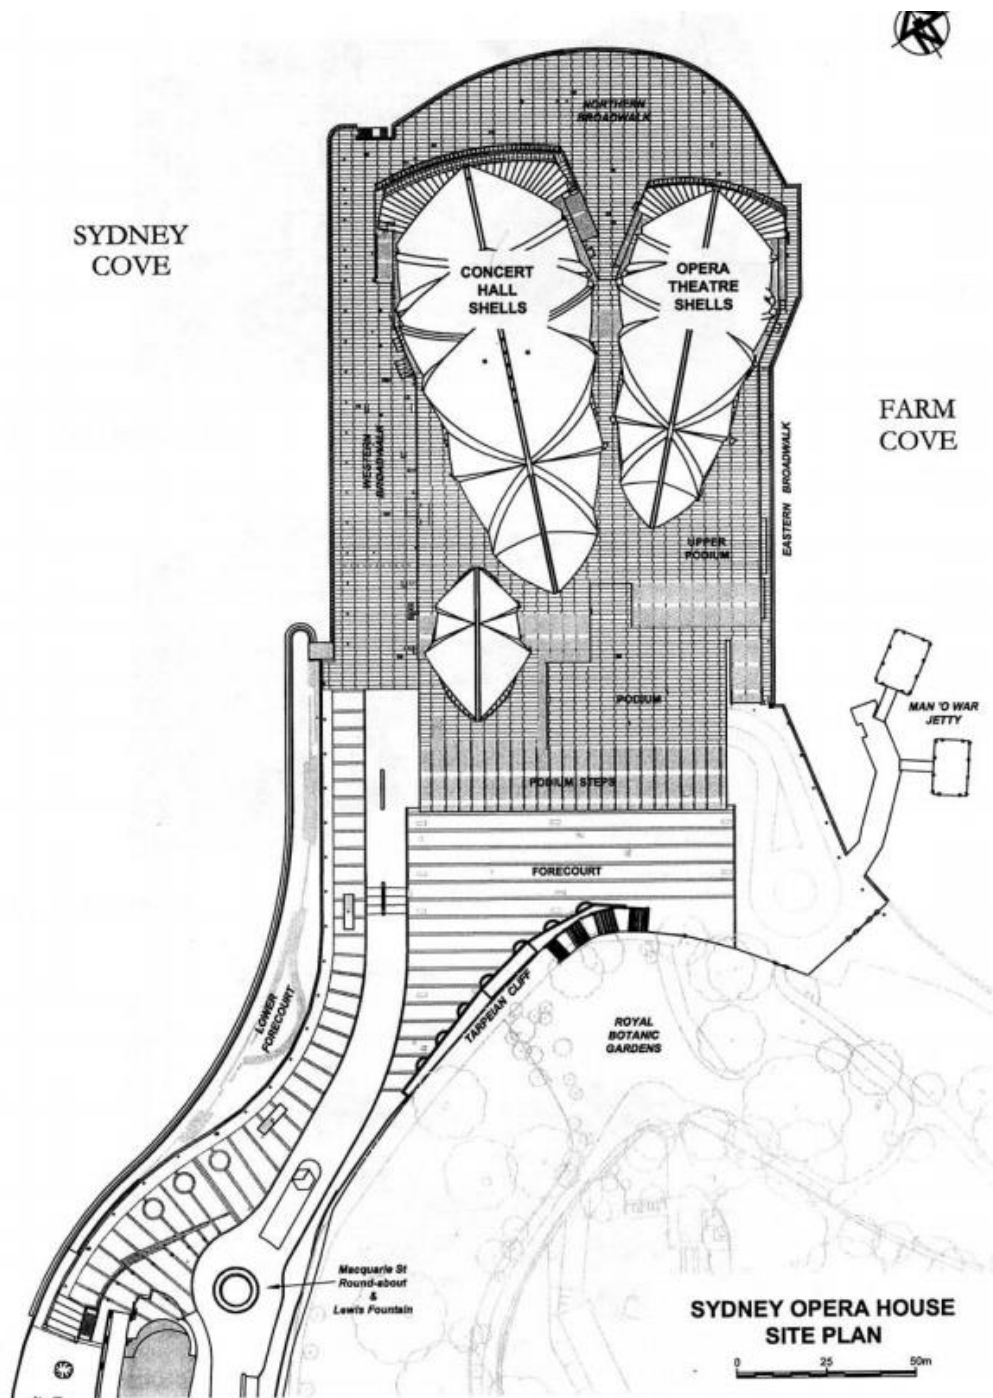 N
NORTHERN
BROADWALK
SYDNEY
COVE
CONCERT
HALL
SHELLS
OPERA
THEATRE
SHELLS
FARM
COVE
WESTERN
BROADWALK
EASTERN BROADWALK
UPPER
PODIUM
PODIUM
MAN 'O WAR
JETTY
PODIUM STEPS
FORECOURT
TARPEIAN CLIFF
LOWER
FORECOURT
ROYAL
BOTANIC
GARDENS
Macquarie St
Round-about
&
Lewis Fountain
SYDNEY OPERA HOUSE
SITE PLAN
0 25 50m